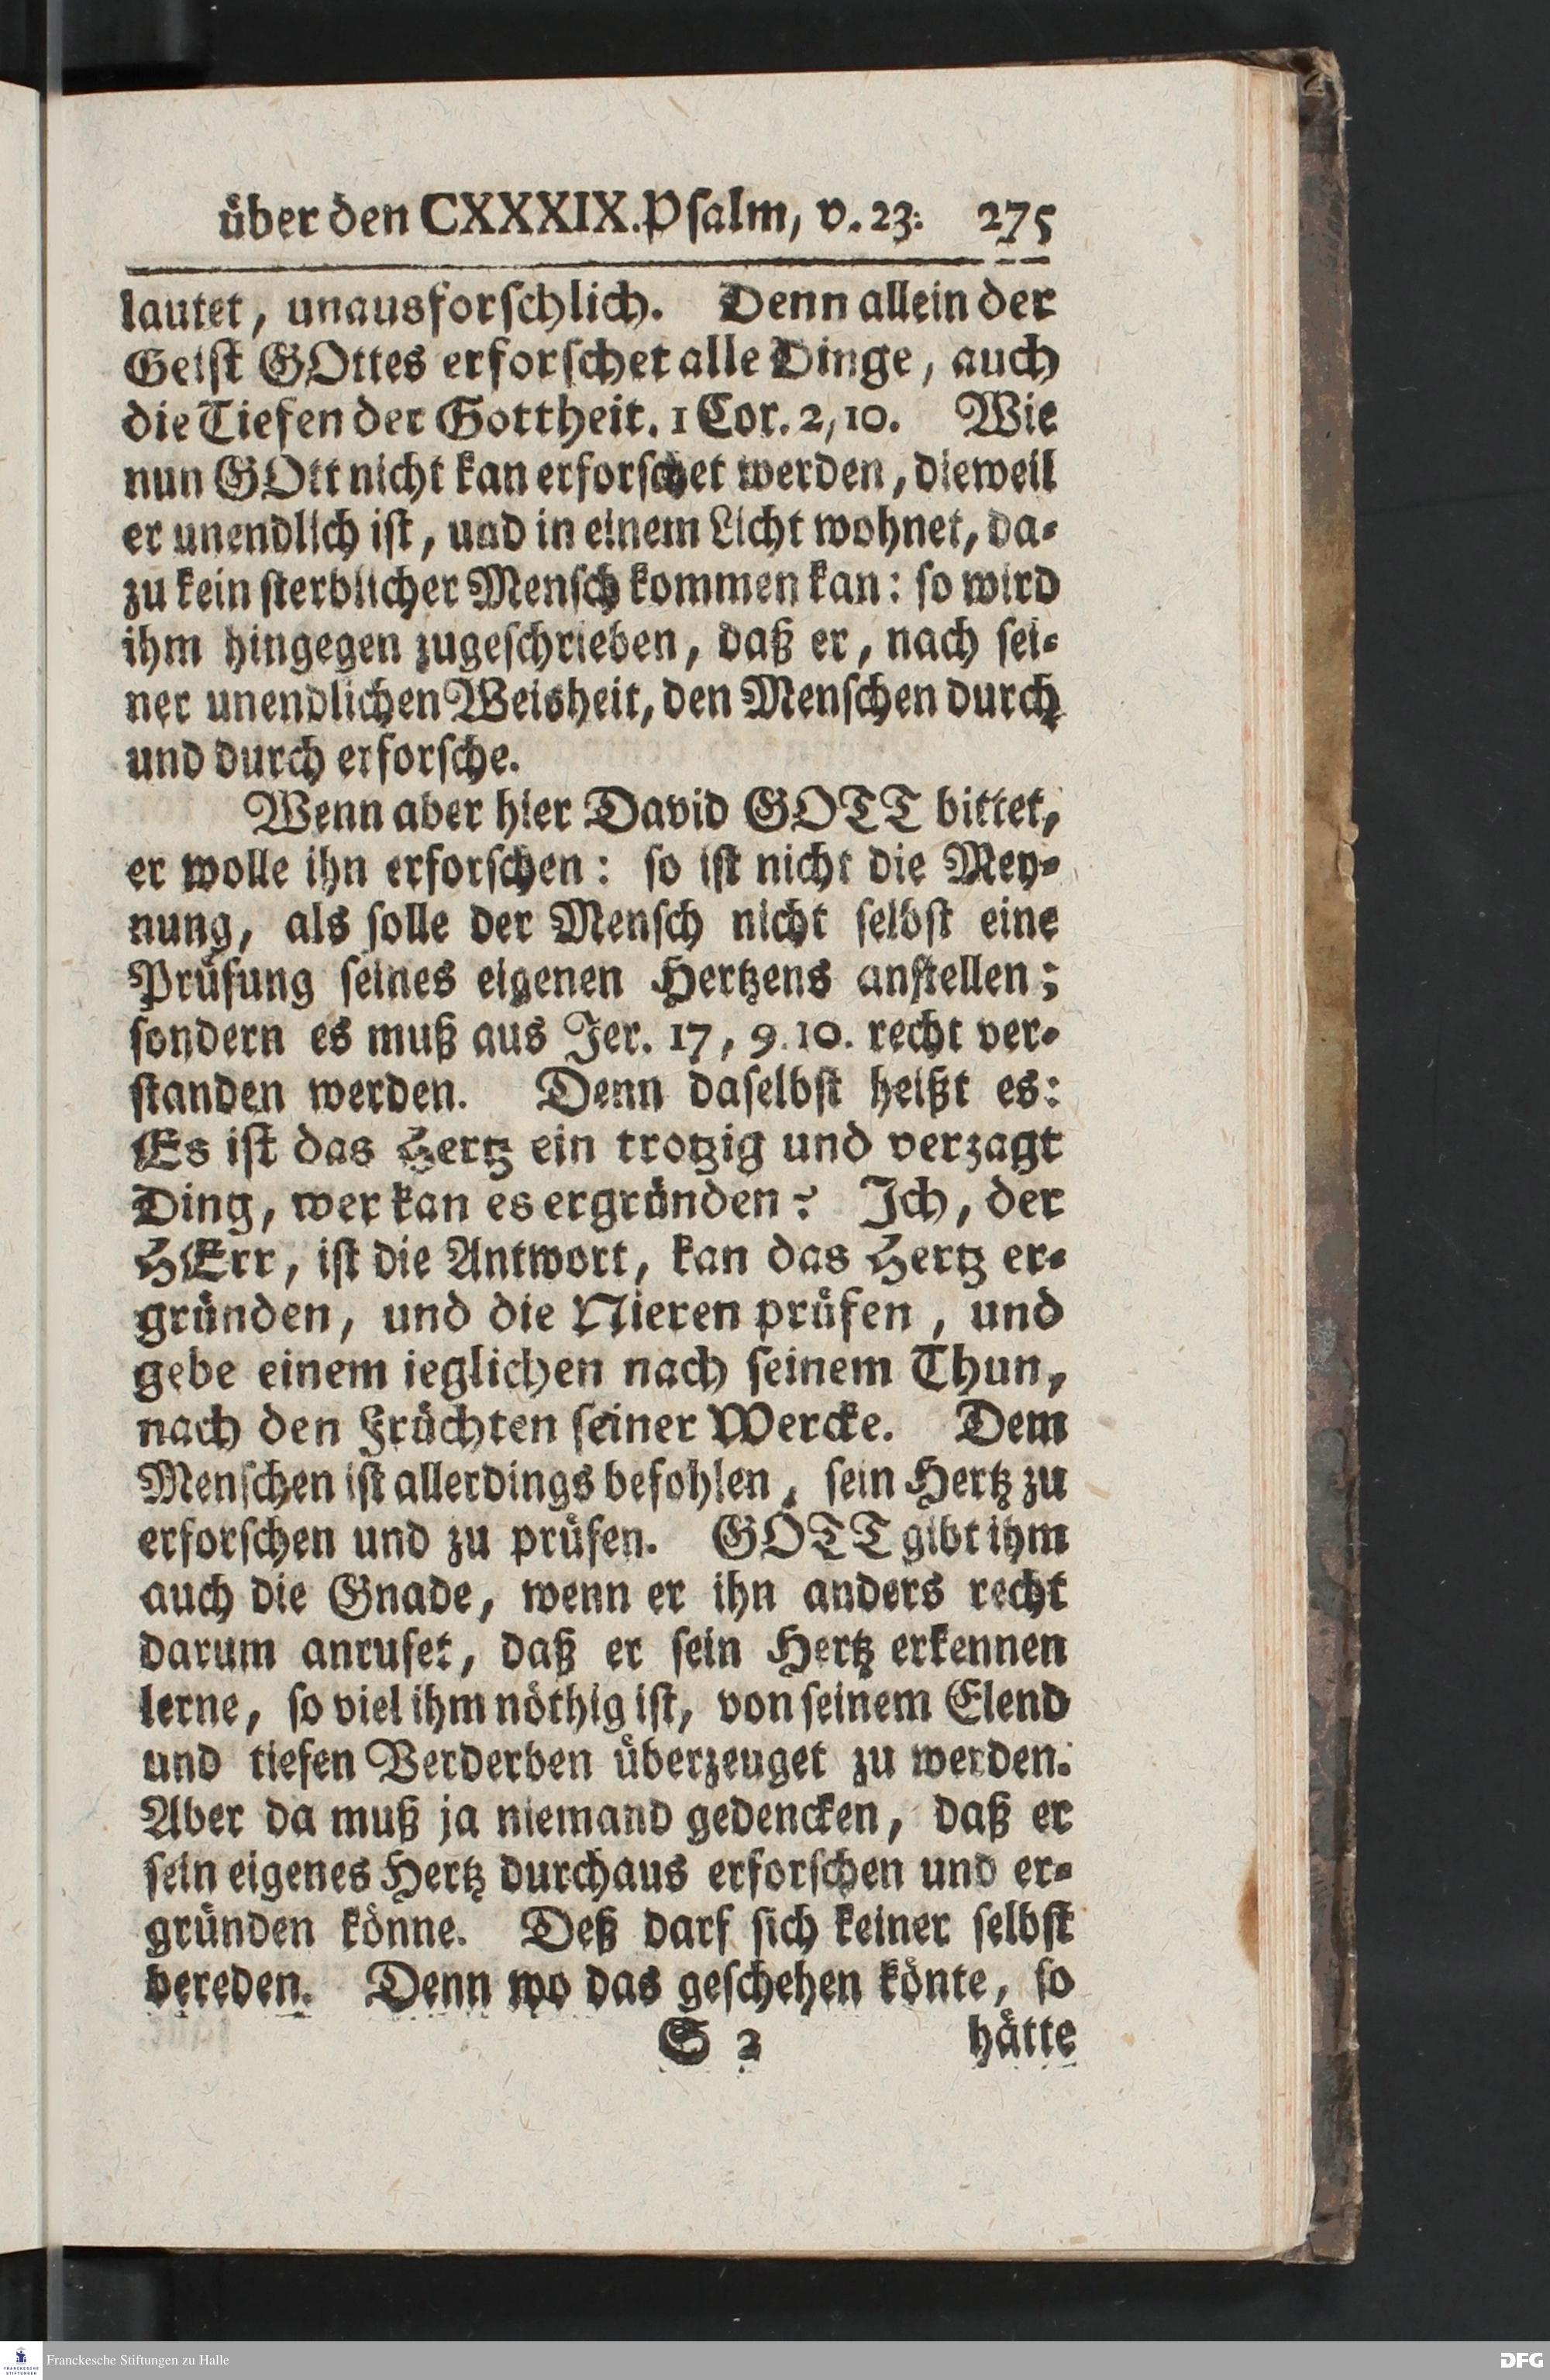 über den CXXXIX. Psalm, v. 23. 275
lautet, unausforschlich. Denn allein der
Geist GOttes erforschet alle Dinge, auch
die Tiefen der Gottheit. 1 Cor. 2, 10. Wie
nun GOtt nicht kan erforschet werden, dieweil
er unendlich ist, und in einem Licht wohnet, da-
zu kein sterblicher Mensch kommen kan: so wird
ihm hingegen zugeschrieben, daß er, nach sei-
ner unendlichen Weisheit, den Menschen durch
und durch erforsche.
Wenn aber hier David GOTT bittet,
er wolle ihn erforschen: so ist nicht die Mey-
nung, als solle der Mensch nicht selbst eine
Prüfung seines eigenen Hertzens anstellen;
sondern es muß aus Jer. 17, 9. 10. recht ver-
standen werden. Denn daselbst heißt es:
Es ist das Hertz ein trotzig und verzagt
Ding, wer kan es ergründen? Ich, der
HErr, ist die Antwort, kan das Hertz er-
gründen, und die Nieren prüfen, und
gebe einem ieglichen nach seinem Thun,
nach den Früchten seiner Wercke. Dem
Menschen ist allerdings befohlen, sein Hertz zu
erforschen und zu prüfen. GOTT gibt ihm
auch die Gnade, wenn er ihn anders recht
darum anrufet, daß er sein Hertz erkennen
lerne, so viel ihm nöthig ist, von seinem Elend
und tiefen Verderben überzeuget zu werden.
Aber da muß ja niemand gedencken, daß er
sein eigenes Hertz durchaus erforschen und er-
gründen könne. Deß darf sich keiner selbst
bereden. Denn wo das geschehen könte, so
S 2 hätte
Franckesche Stiftungen zu Halle
DFG